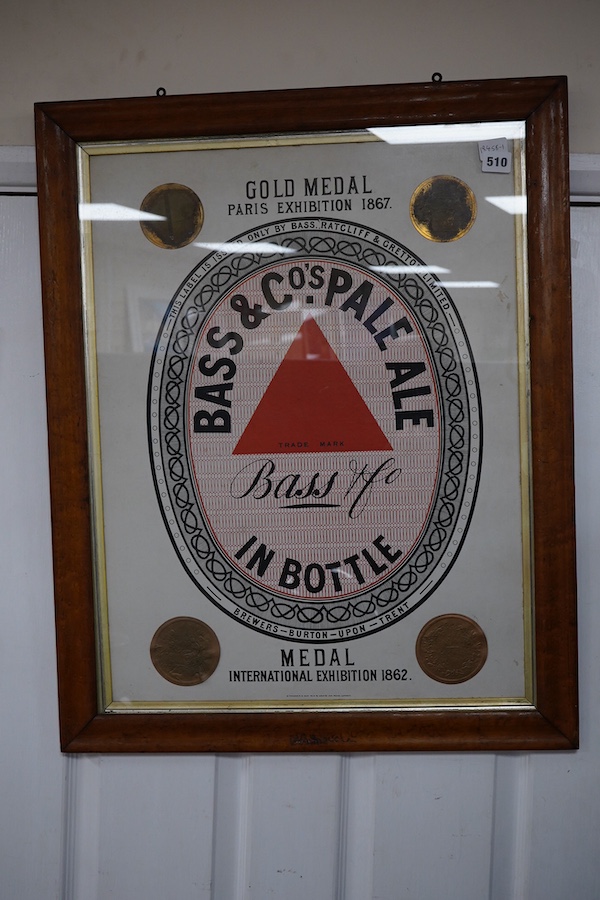 510
GOLD MEDAL
PARIS EXHIBITION 1867.
THIS LABEL IS ISSUED ONLY BY BASS, RATCLIFF & GRETTON LIMITED.
BASS & Co's. PALE ALE
TRADE MARK
Bass & Co
IN BOTTLE
BREWERS-BURTON-UPON-TRENT
MEDAL
INTERNATIONAL EXHIBITION 1862.